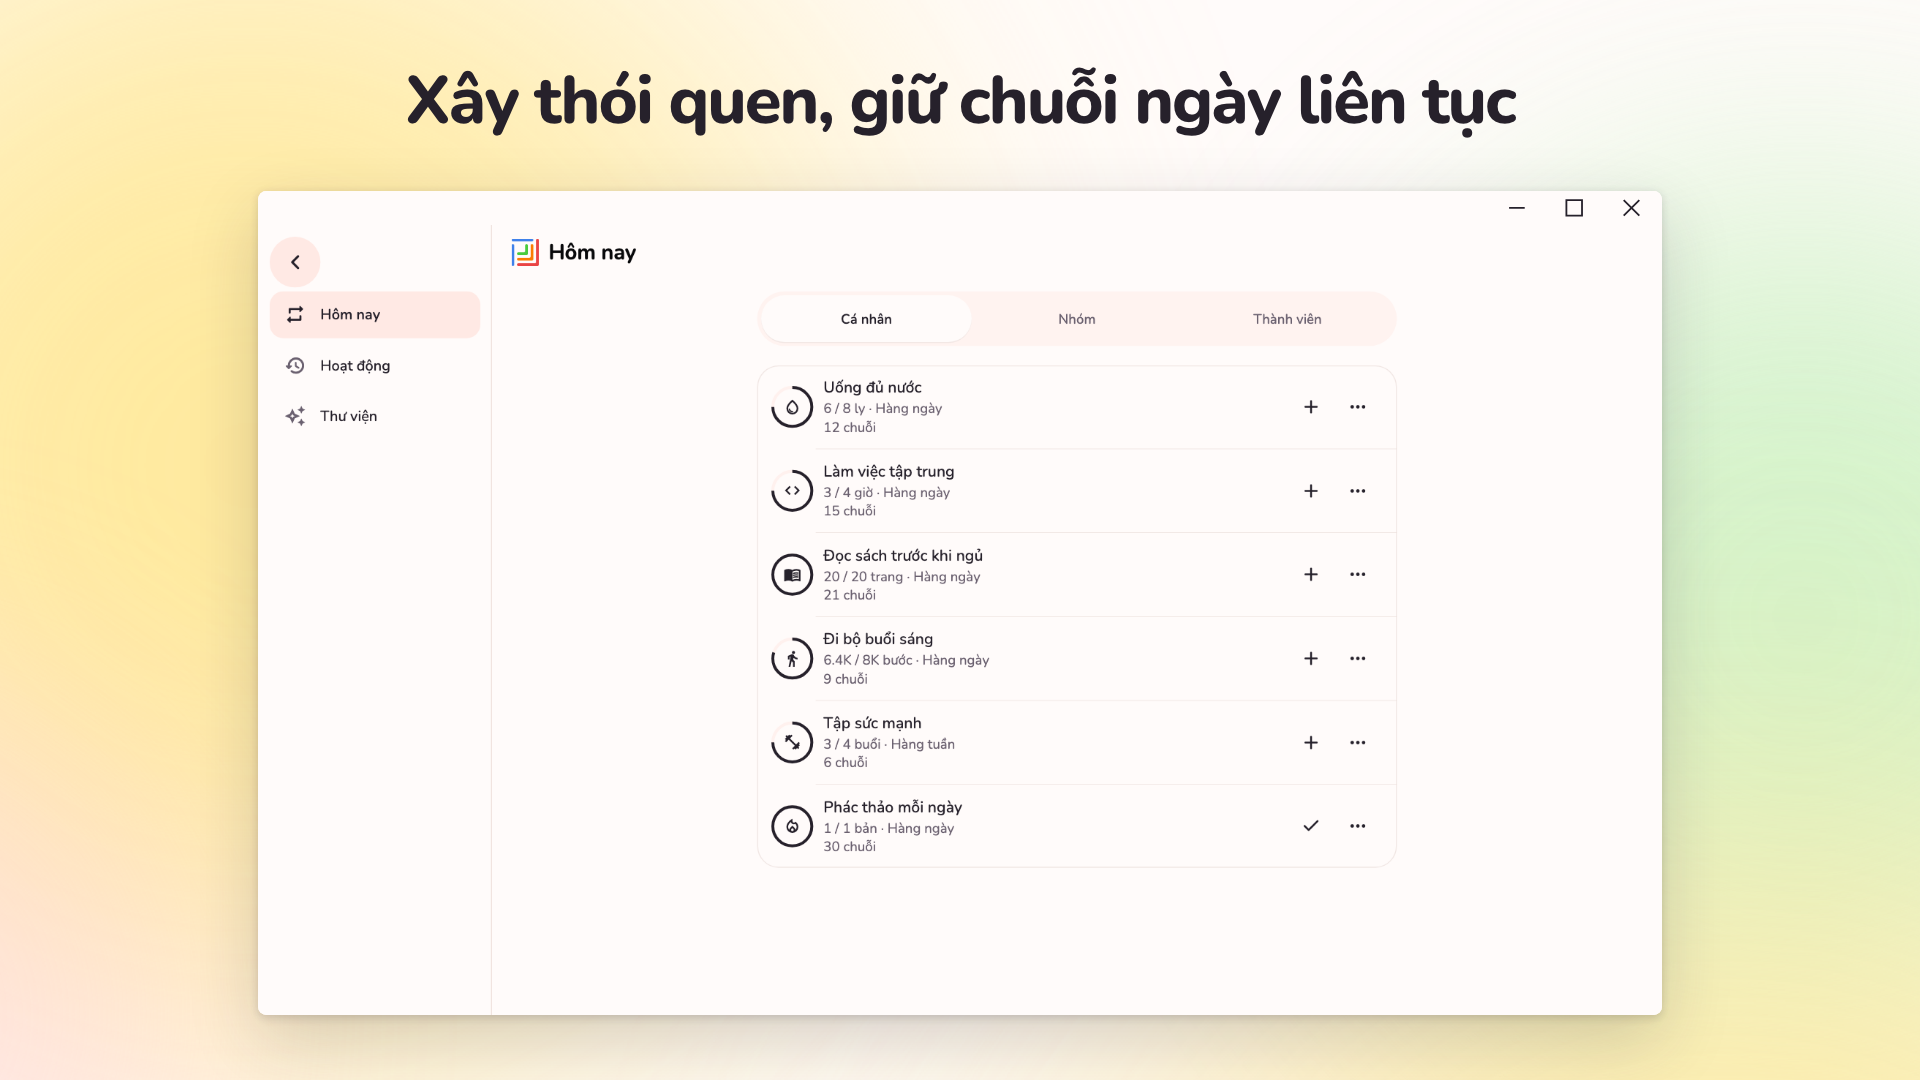 Xây thói quen, giữ chuỗi ngày liên tục
Hôm nay
Hoạt động
Thư viện
Hôm nay
Cá nhân
Nhóm
Thành viên
Uống đủ nước
6 / 8 ly · Hàng ngày
12 chuỗi
Làm việc tập trung
3 / 4 giờ · Hàng ngày
15 chuỗi
Đọc sách trước khi ngủ
20 / 20 trang · Hàng ngày
21 chuỗi
Đi bộ buổi sáng
6.4K / 8K bước · Hàng ngày
9 chuỗi
Tập sức mạnh
3 / 4 buổi · Hàng tuần
6 chuỗi
Phác thảo mỗi ngày
1 / 1 bản · Hàng ngày
30 chuỗi